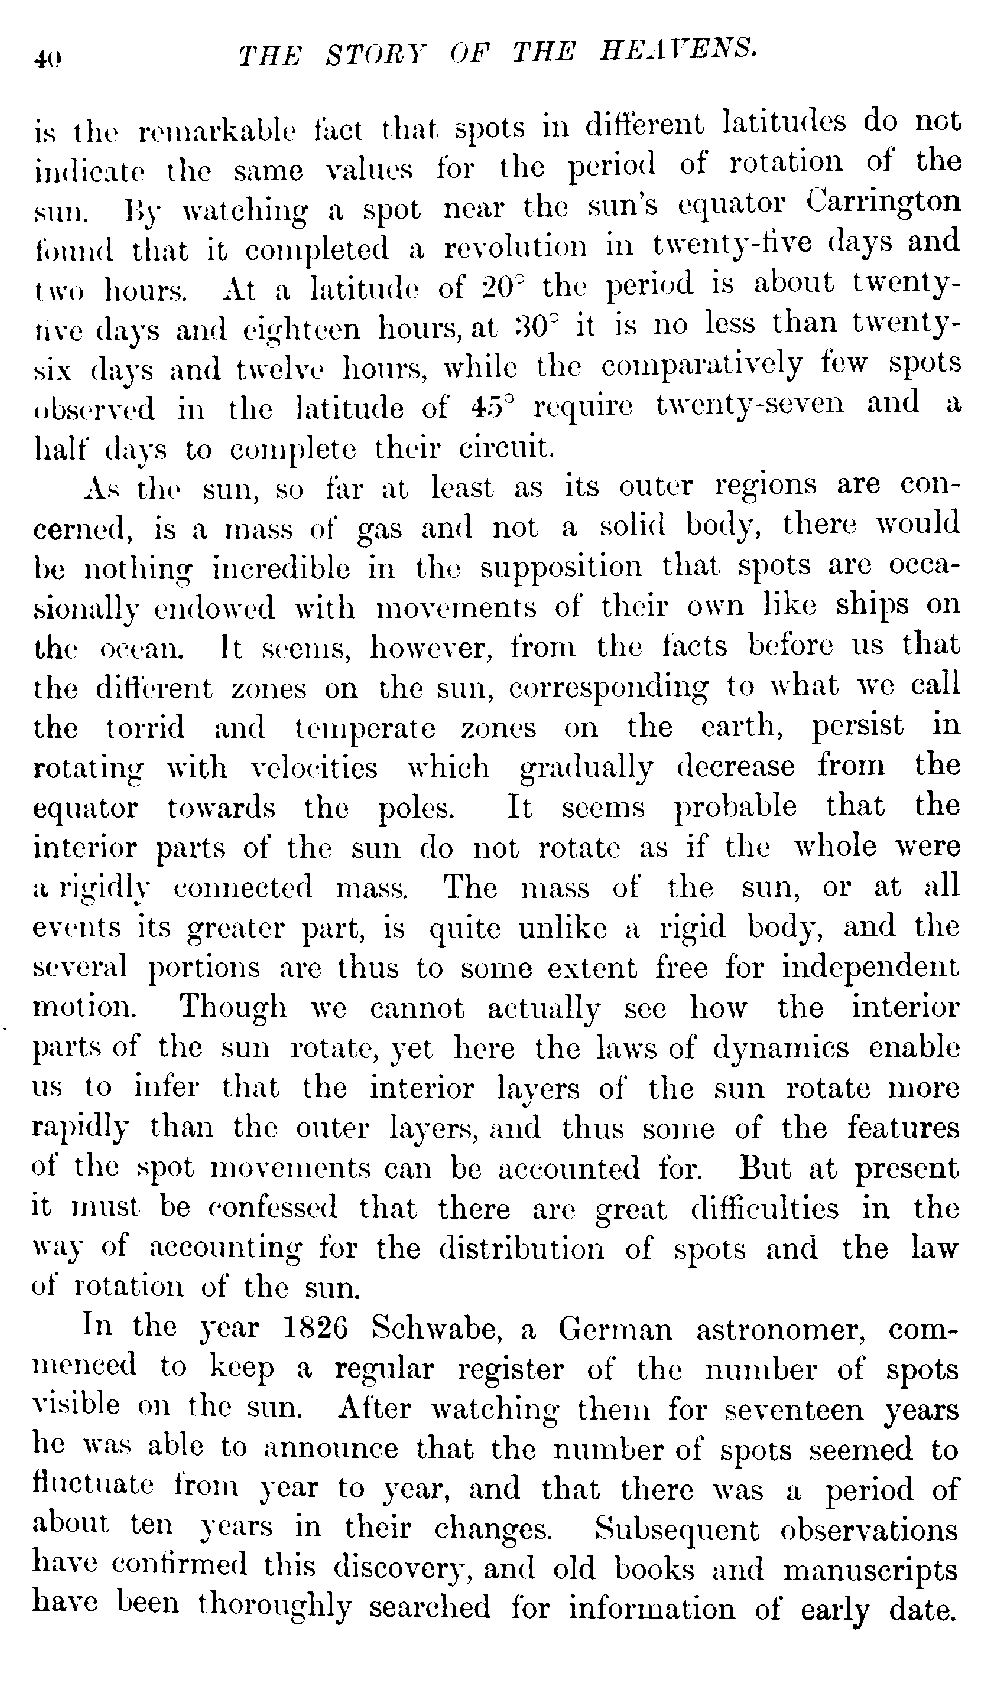 40 THE STORY OF THE HEAVENS.
is the remarkable fact that spots in different latitudes do not
indicate the same values for the period of rotation of the
sun. By watching a spot near the sun's equator Carrington
found that it completed a revolution in twenty-five days and
two hours. At a latitude of 20° the period is about twenty-
five days and eighteen hours, at 30° it is no less than twenty-
six days and twelve hours, while the comparatively few spots
observed in the latitude of 45° require twenty-seven and a
half days to complete their circuit.
As the sun, so far at least as its outer regions are con-
cerned, is a mass of gas and not a solid body, there would
be nothing incredible in the supposition that spots are occa-
sionally endowed with movements of their own like ships on
the ocean. It seems, however, from the facts before us that
the different zones on the sun, corresponding to what we call
the torrid and temperate zones on the earth, persist in
rotating with velocities which gradually decrease from the
equator towards the poles. It seems probable that the
interior parts of the sun do not rotate as if the whole were
a rigidly connected mass. The mass of the sun, or at all
events its greater part, is quite unlike a rigid body, and the
several portions are thus to some extent free for independent
motion. Though we cannot actually see how the interior
parts of the sun rotate, yet here the laws of dynamics enable
us to infer that the interior layers of the sun rotate more
rapidly than the outer layers, and thus some of the features
of the spot movements can be accounted for. But at present
it must be confessed that there are great difficulties in the
way of accounting for the distribution of spots and the law
of rotation of the sun.
In the year 1826 Schwabe, a German astronomer, com-
menced to keep a regular register of the number of spots
visible on the sun. After watching them for seventeen years
he was able to announce that the number of spots seemed to
fluctuate from year to year, and that there was a period of
about ten years in their changes. Subsequent observations
have confirmed this discovery, and old books and manuscripts
have been thoroughly searched for information of early date.